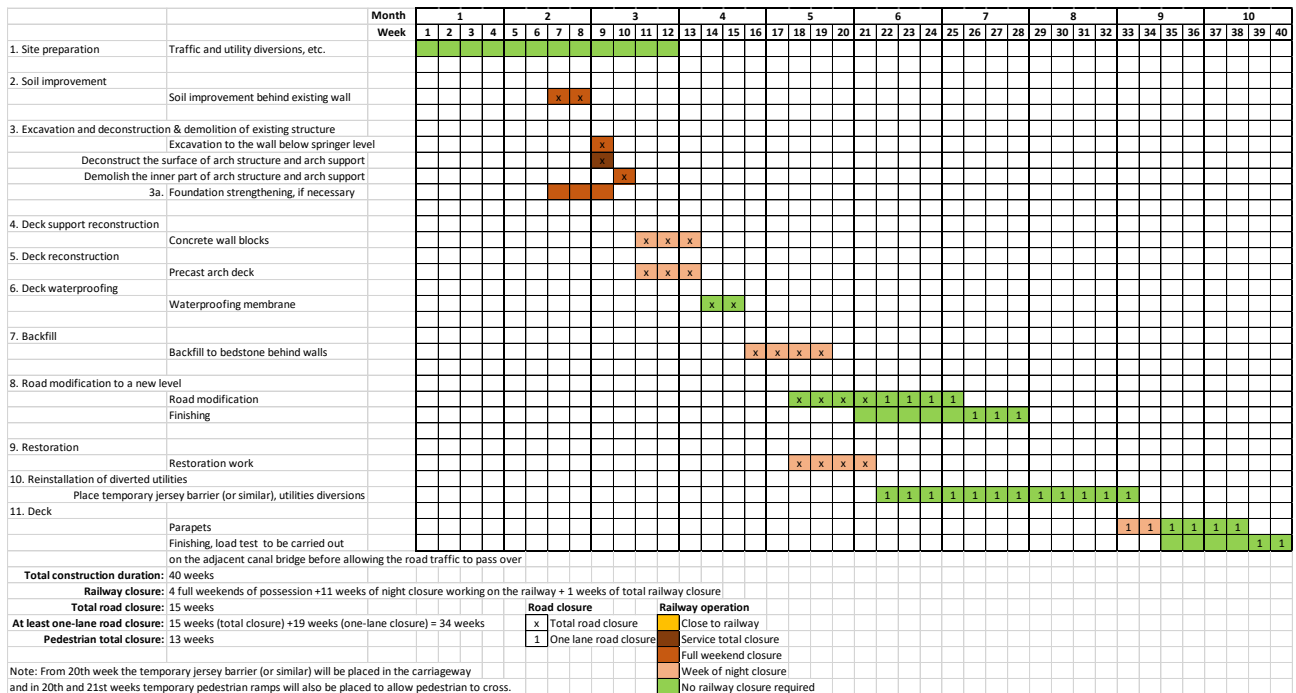 Month 1 2 3 4 5 6 7 8 9 10
Week 1 2 3 4 5 6 7 8 9 10 11 12 13 14 15 16 17 18 19 20 21 22 23 24 25 26 27 28 29 30 31 32 33 34 35 36 37 38 39 40
1. Site preparation Traffic and utility diversions, etc.
2. Soil improvement
Soil improvement behind existing wall x x
3. Excavation and deconstruction & demolition of existing structure
Excavation to the wall below springer level x
Deconstruct the surface of arch structure and arch support x
Demolish the inner part of arch structure and arch support x
3a. Foundation strengthening, if necessary
4. Deck support reconstruction
Concrete wall blocks x x x
5. Deck reconstruction
Precast arch deck x x x
6. Deck waterproofing
Waterproofing membrane x x
7. Backfill
Backfill to bedstone behind walls x x x x
8. Road modification to a new level
Road modification x x x x 1 1 1 1
Finishing 1 1 1
9. Restoration
Restoration work x x x x
10. Reinstallation of diverted utilities
Place temporary jersey barrier (or similar), utilities diversions 1 1 1 1 1 1 1 1 1 1 1 1
11. Deck
Parapets 1 1 1 1 1 1
Finishing, load test to be carried out 1 1
on the adjacent canal bridge before allowing the road traffic to pass over
Total construction duration: 40 weeks
Railway closure: 4 full weekends of possession +11 weeks of night closure working on the railway + 1 weeks of total railway closure
Total road closure: 15 weeks Road closure Railway operation
At least one-lane road closure: 15 weeks (total closure) +19 weeks (one-lane closure) = 34 weeks x Total road closure Close to railway
Pedestrian total closure: 13 weeks 1 One lane road closure Service total closure
Full weekend closure
Note: From 20th week the temporary jersey barrier (or similar) will be placed in the carriageway Week of night closure
and in 20th and 21st weeks temporary pedestrian ramps will also be placed to allow pedestrian to cross. No railway closure required